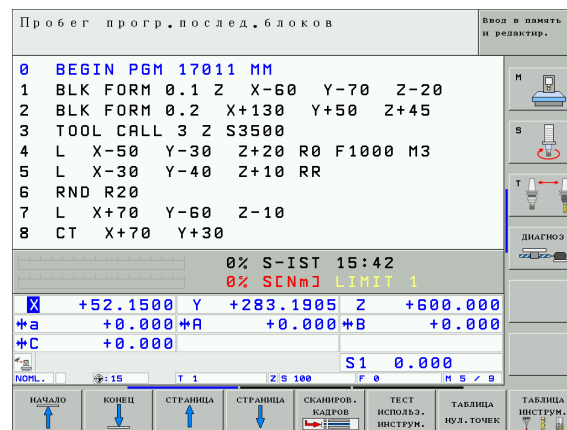 Пробег прогр.послед.блоков
Ввод в память
и редактир.
0 BEGIN PGM 17011 MM
1 BLK FORM 0.1 Z X-60 Y-70 Z-20
2 BLK FORM 0.2 X+130 Y+50 Z+45
3 TOOL CALL 3 Z S3500
4 L X-50 Y-30 Z+20 R0 F1000 M3
5 L X-30 Y-40 Z+10 RR
6 RND R20
7 L X+70 Y-60 Z-10
8 CT X+70 Y+30
M
S
T
ДИАГНОЗ
0% S-IST 15:42
0% S[Nm] LIMIT 1
X +52.1500 Y +283.1905 Z +600.000
*a +0.000 *A +0.000 *B +0.000
*C +0.000
S1 0.000
NOML. :15 T 1 Z S 100 F 0 M 5 / 9
НАЧАЛО
КОНЕЦ
СТРАНИЦА
СТРАНИЦА
СКАНИРОВ.
КАДРОВ
ТЕСТ
ИСПОЛЬЗ.
ИНСТРУМ.
ТАБЛИЦА
НУЛ.ТОЧЕК
ТАБЛИЦА
ИНСТРУМ.